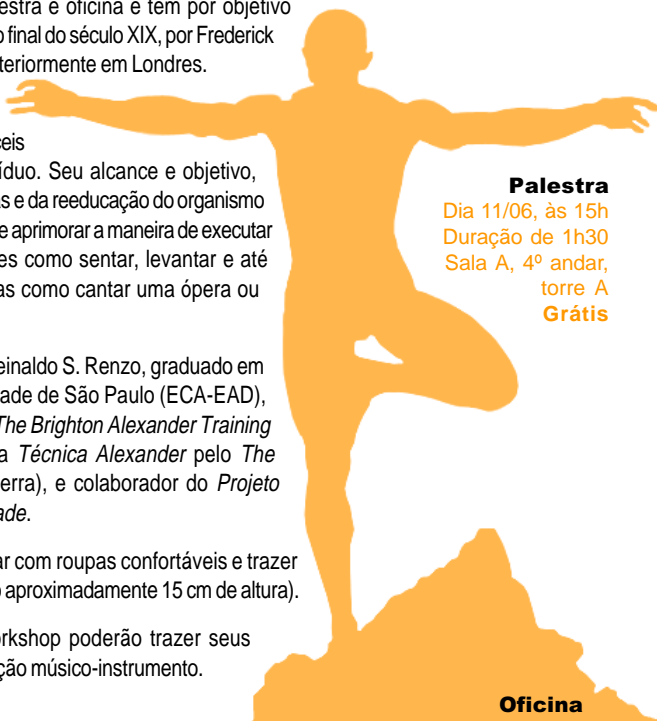 estra e oficina e tem por objetivo
o final do século XIX, por Frederick
teriormente em Londres.
ceis
íduo. Seu alcance e objetivo,
as e da reeducação do organismo
e aprimorar a maneira de executar
es como sentar, levantar e até
as como cantar uma ópera ou
einaldo S. Renzo, graduado em
ade de São Paulo (ECA-EAD),
The Brighton Alexander Training
a Técnica Alexander pelo The
erra), e colaborador do Projeto
ade.
ar com roupas confortáveis e trazer
o aproximadamente 15 cm de altura).
orkshop poderão trazer seus
ção músico-instrumento.
Palestra
Dia 11/06, às 15h
Duração de 1h30
Sala A, 4º andar,
torre A
Grátis
Oficina